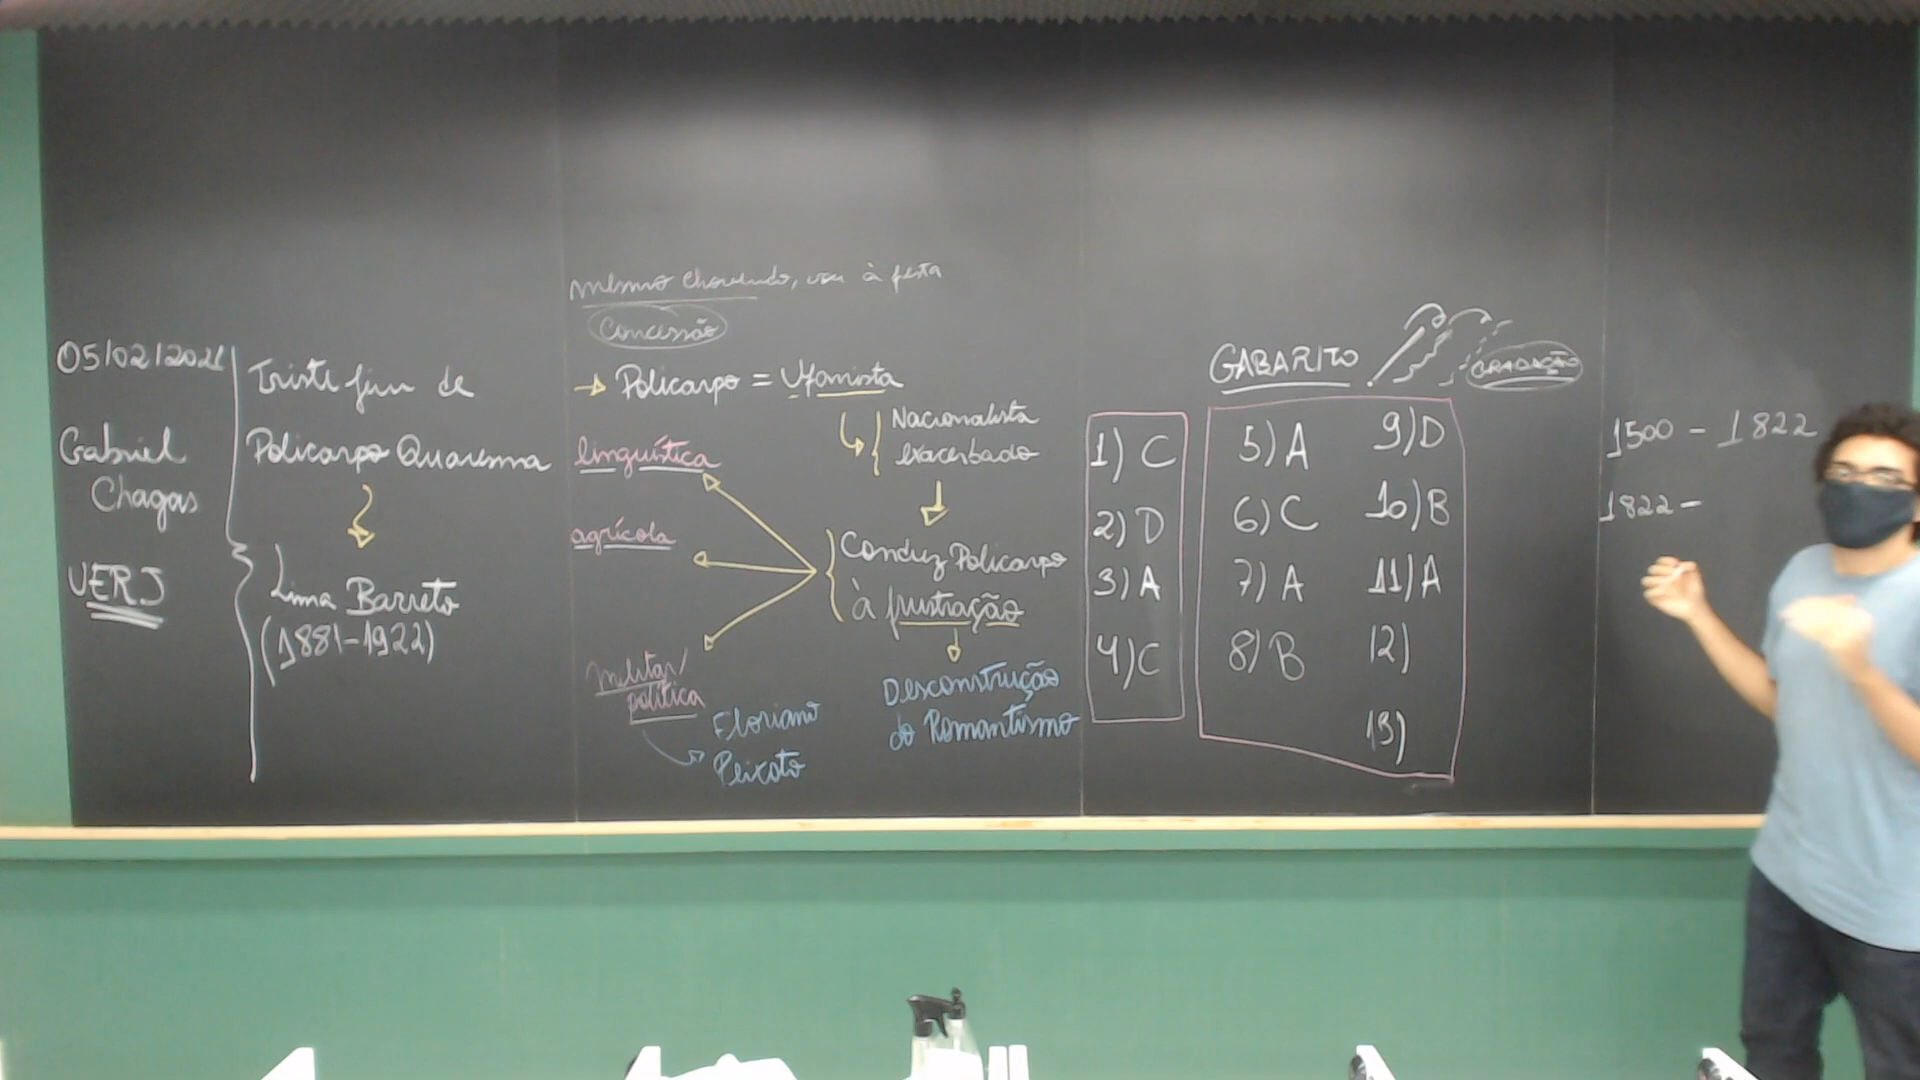 05/02/2021
Gabriel
Chagas
UERJ
Triste fim de
Policarpo Quaresma
Lima Barreto
(1881-1922)
mesmo chovendo, vou à festa
Concessão
→ Policarpo = Ufanista
Nacionalista
exacerbado
linguística
agrícola
militar/
política
Floriano
Peixoto
Conduz Policarpo
à frustração
Desconstrução
do Romantismo
GABARITO
GRADAÇÃO
1) C
2) D
3) A
4) C
5) A
6) C
7) A
8) B
9) D
10) B
11) A
12)
13)
1500 - 1822
1822 -